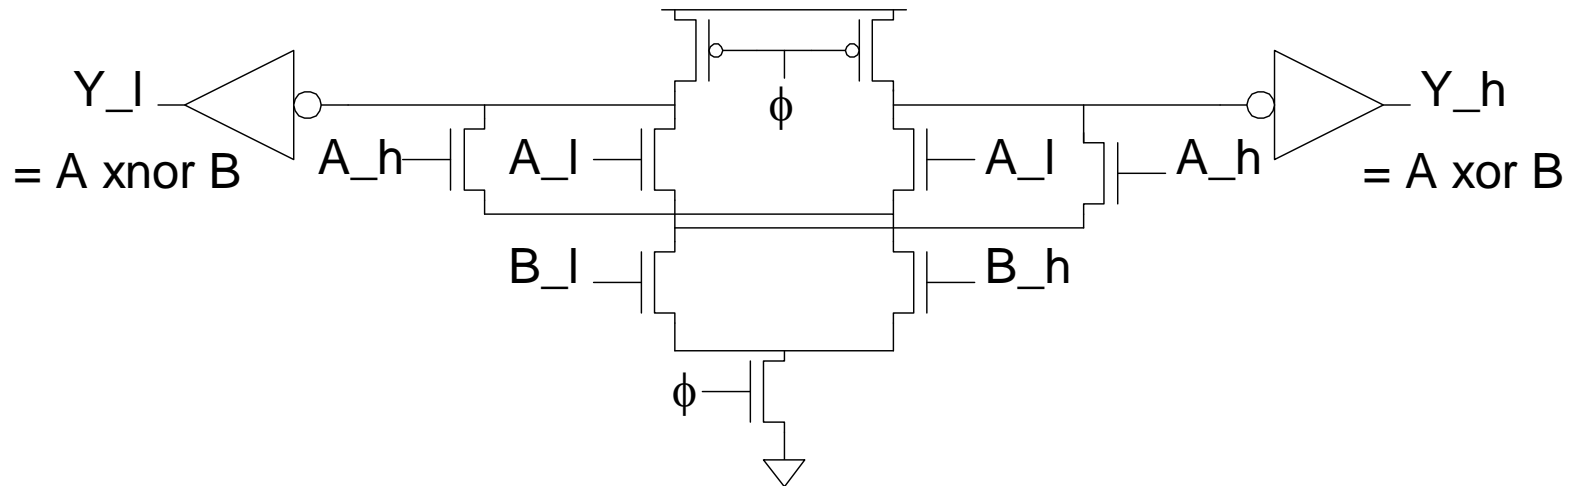 Y_l
= A xnor B
A_h
A_l
ϕ
A_l
A_h
Y_h
= A xor B
B_l
B_h
ϕ